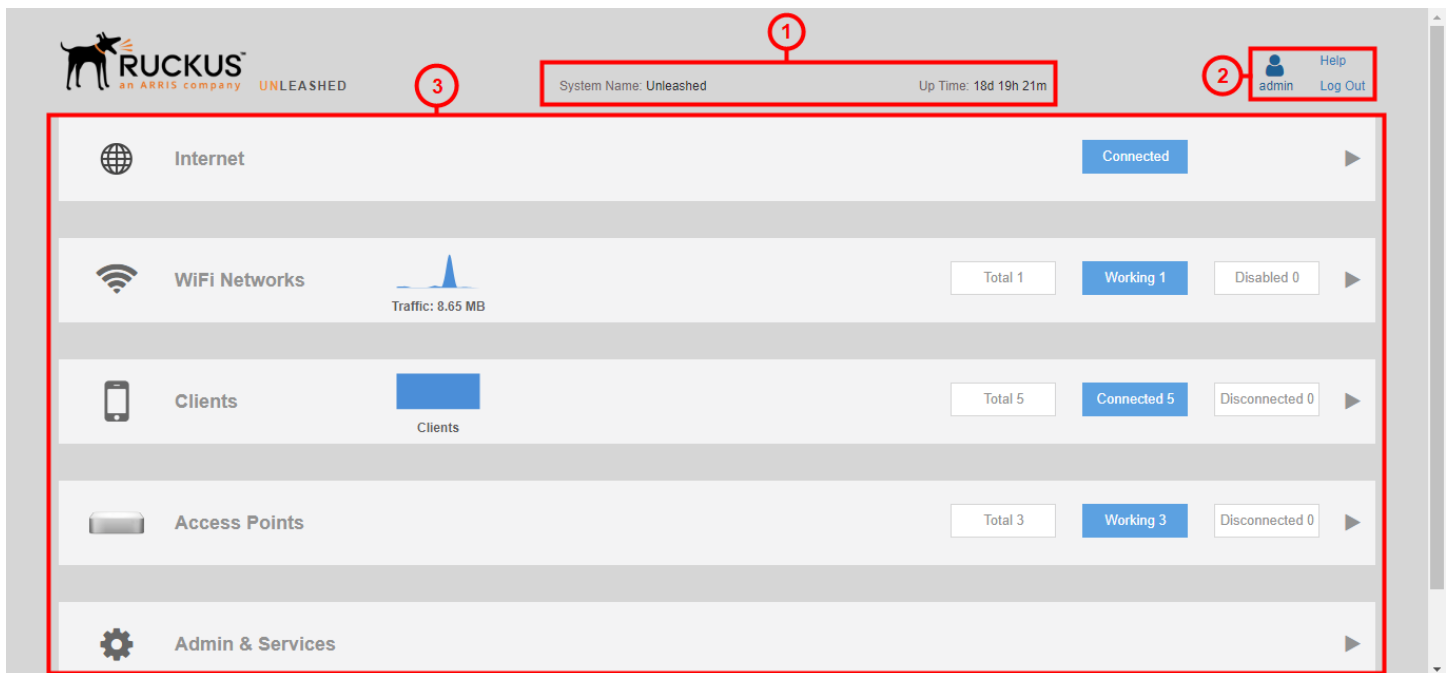 1
RUCKUS™
an ARRIS company UNLEASHED
3
System Name: Unleashed
Up Time: 18d 19h 21m
2
admin
Help
Log Out
Internet
Connected
WiFi Networks
Traffic: 8.65 MB
Total 1
Working 1
Disabled 0
Clients
Clients
Total 5
Connected 5
Disconnected 0
Access Points
Total 3
Working 3
Disconnected 0
Admin & Services